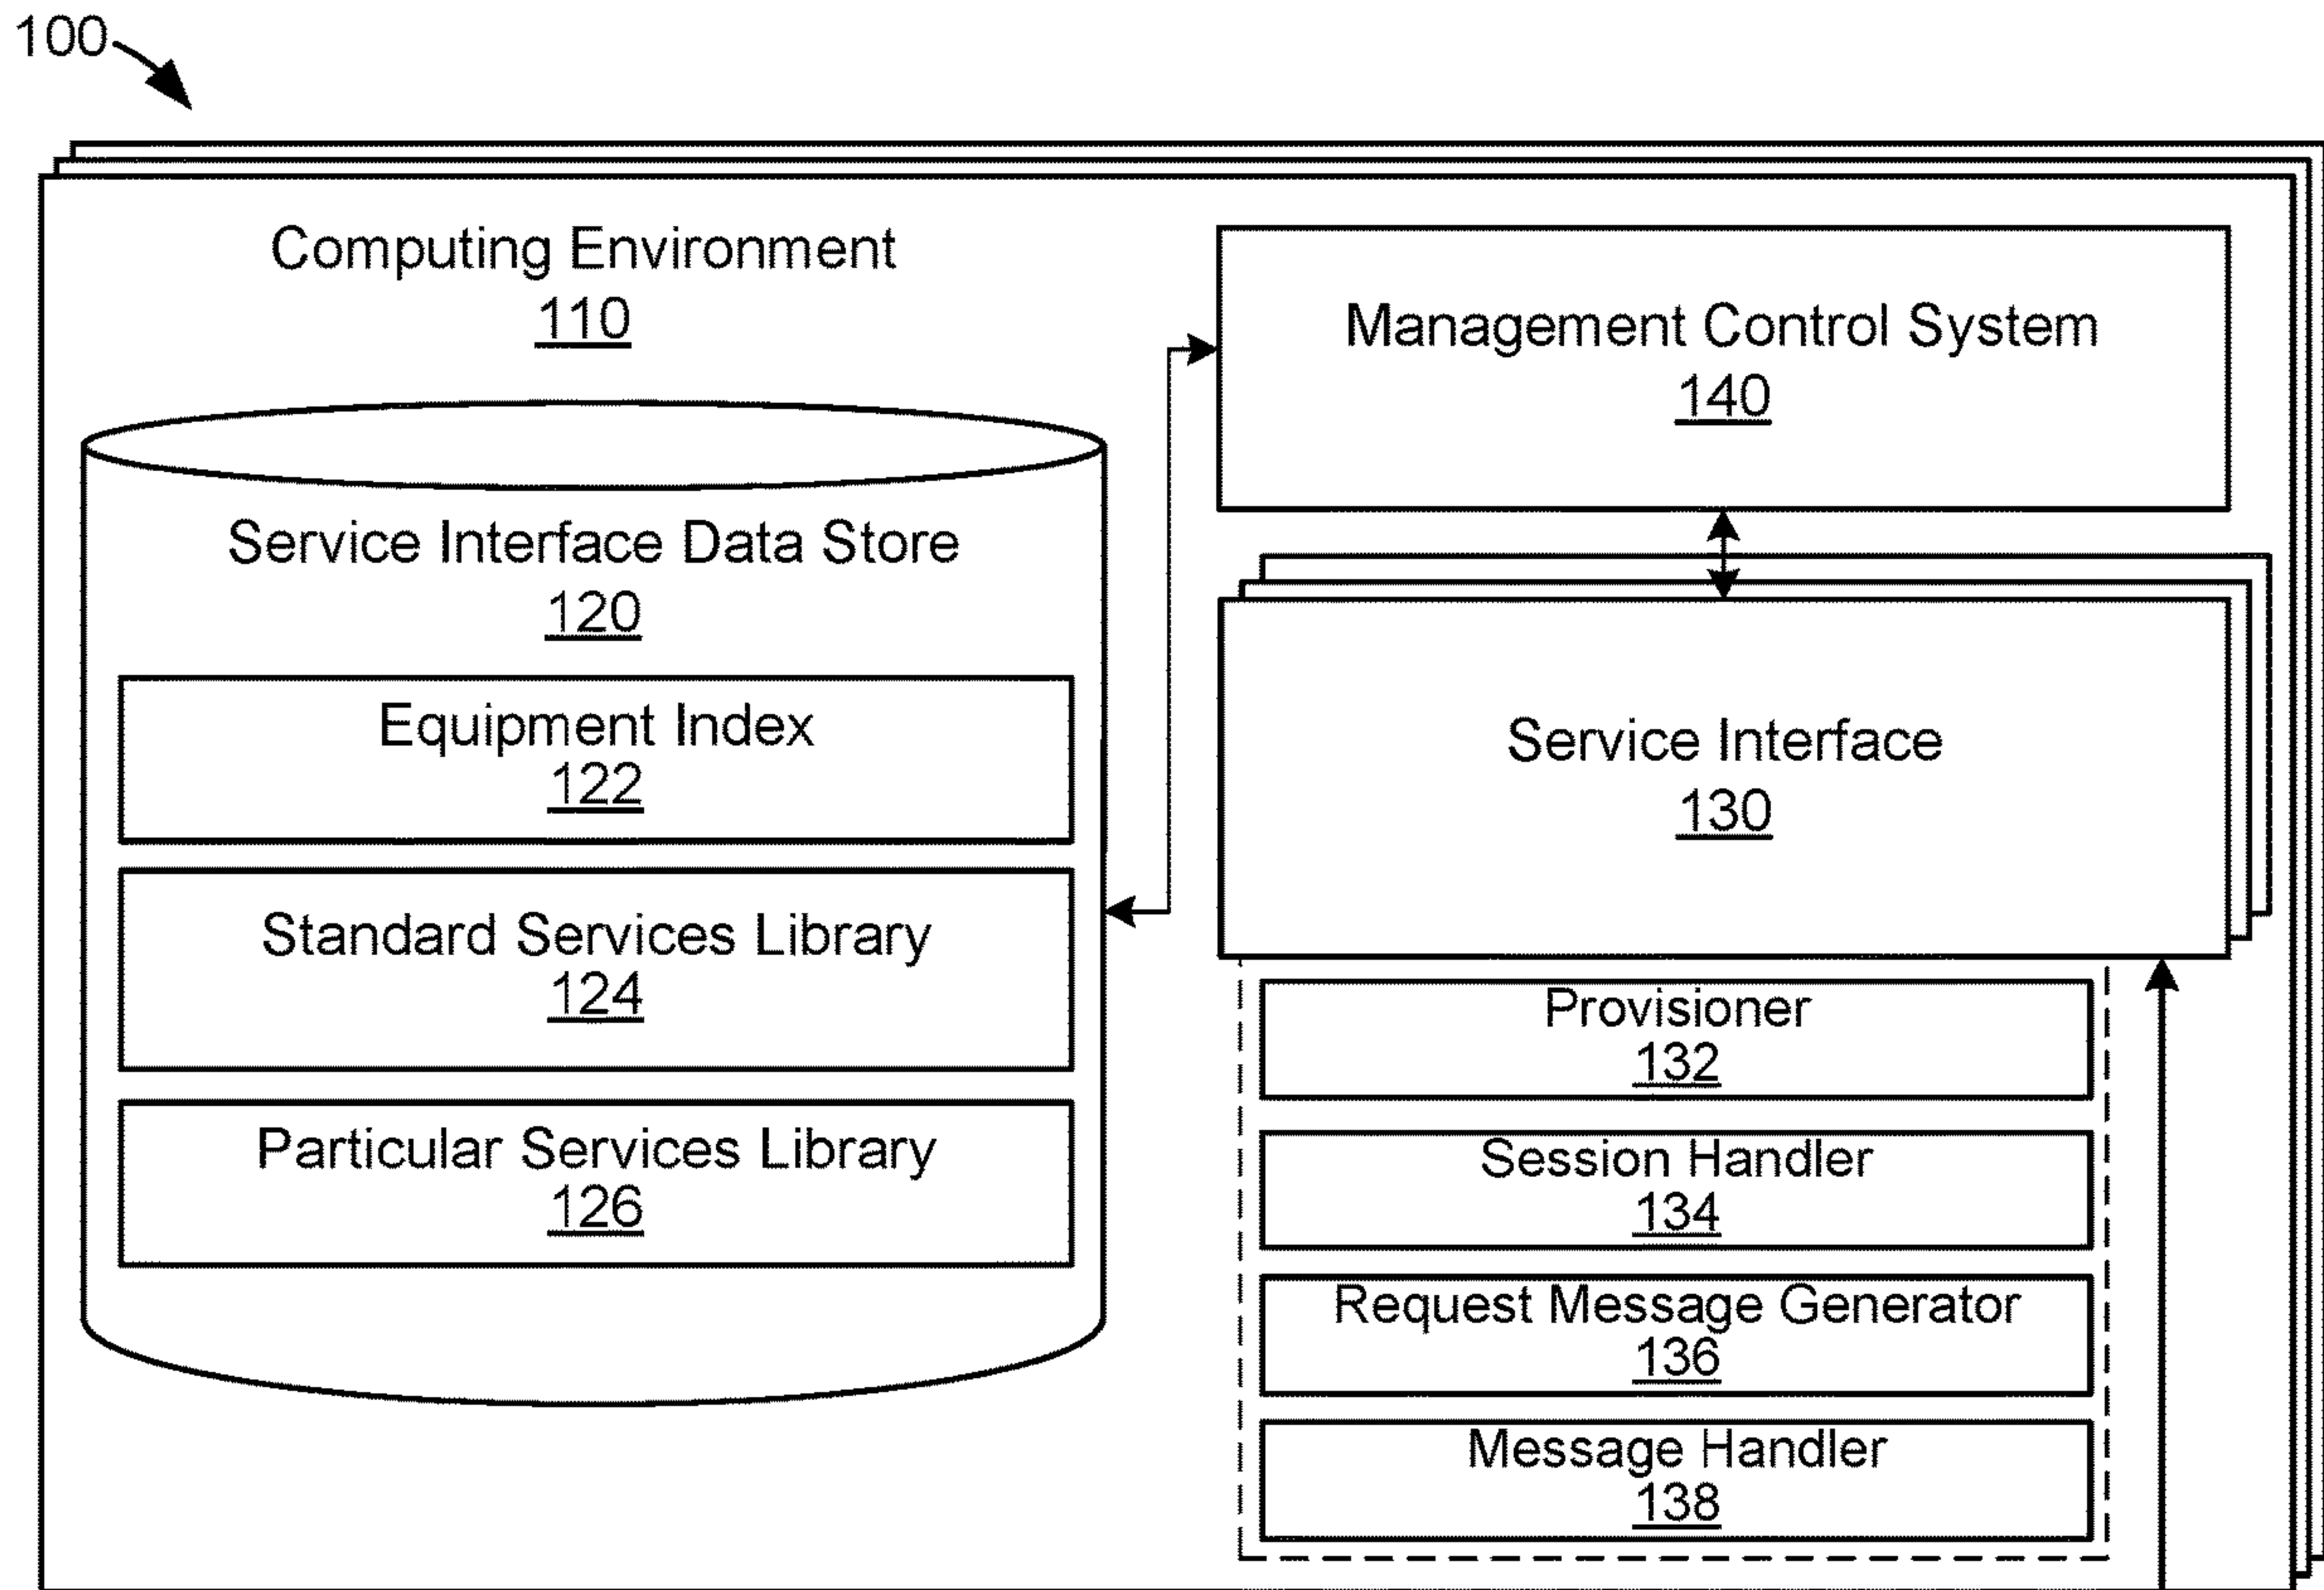 100
Computing Environment
110
Service Interface Data Store
120
Equipment Index
122
Standard Services Library
124
Particular Services Library
126
Management Control System
140
Service Interface
130
Provisioner
132
Session Handler
134
Request Message Generator
136
Message Handler
138